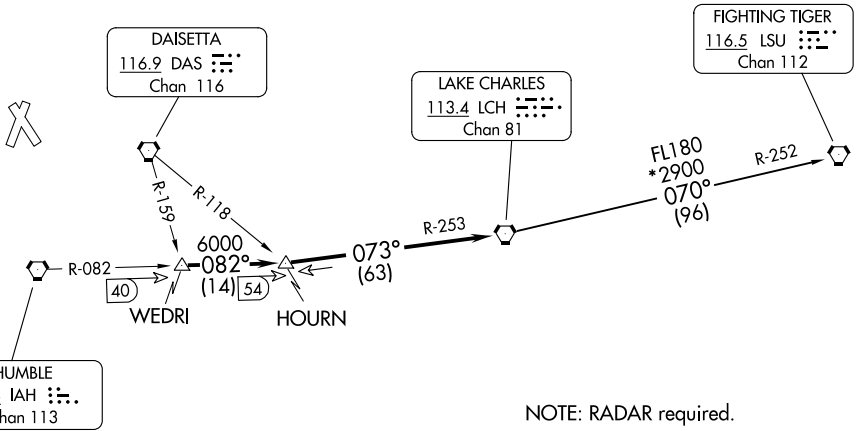 DAISETTA
116.9 DAS
Chan 116
FIGHTING TIGER
116.5 LSU
Chan 112
LAKE CHARLES
113.4 LCH
Chan 81
FL180
*2900
070°
(96)
R-252
R-159
R-118
R-253
073°
(63)
6000
082°
(14)
R-082
40
54
WEDRI
HOURN
HUMBLE
IAH
Chan 113
NOTE: RADAR required.